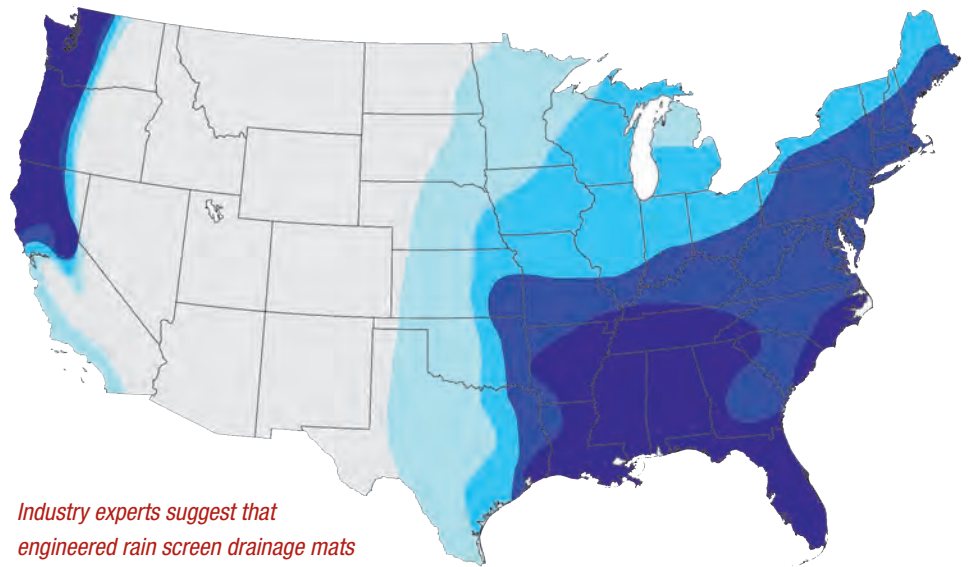 Industry experts suggest that
engineered rain screen drainage mats